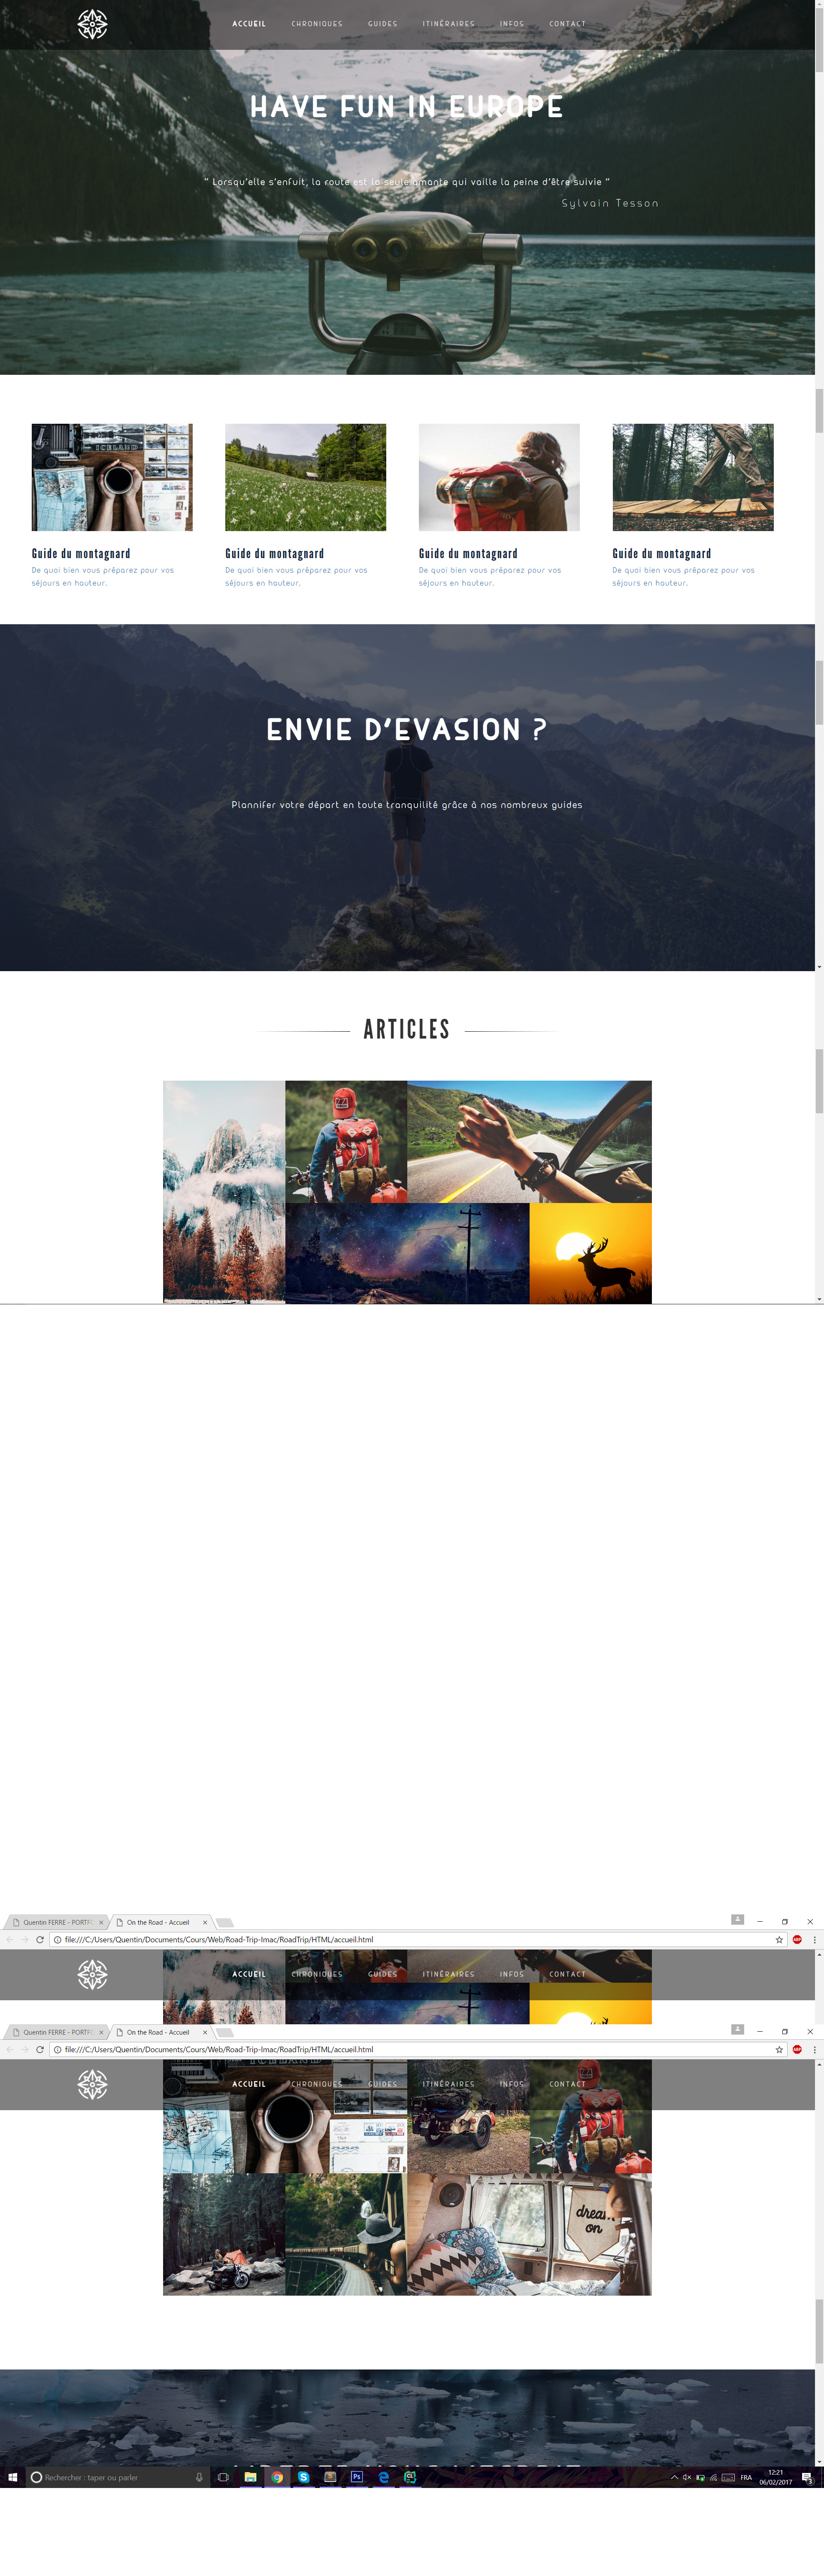 ACCUEIL CHRONIQUES GUIDES ITINÉRAIRES INFOS CONTACT
HAVE FUN IN EUROPE
" Lorsqu'elle s'enfuit, la route est la seule amante qui vaille la peine d'être suivie "
Sylvain Tesson
ICELAND
Guide du montagnard
De quoi bien vous préparez pour vos
séjours en hauteur.
Guide du montagnard
De quoi bien vous préparez pour vos
séjours en hauteur.
Guide du montagnard
De quoi bien vous préparez pour vos
séjours en hauteur.
Guide du montagnard
De quoi bien vous préparez pour vos
séjours en hauteur.
ENVIE D'EVASION ?
Plannifer votre départ en toute tranquilité grâce à nos nombreux guides
ARTICLES
Quentin FERRE - PORTFO
On the Road - Accueil
file:///C:/Users/Quentin/Documents/Cours/Web/Road-Trip-Imac/RoadTrip/HTML/accueil.html
ABP
ACCUEIL CHRONIQUES GUIDES ITINÉRAIRES INFOS CONTACT
Quentin FERRE - PORTFO
On the Road - Accueil
file:///C:/Users/Quentin/Documents/Cours/Web/Road-Trip-Imac/RoadTrip/HTML/accueil.html
ABP
ACCUEIL CHRONIQUES GUIDES ITINÉRAIRES INFOS CONTACT
dream
on
Rechercher : taper ou parler
Ps
CL
FRA
12:21
06/02/2017
3